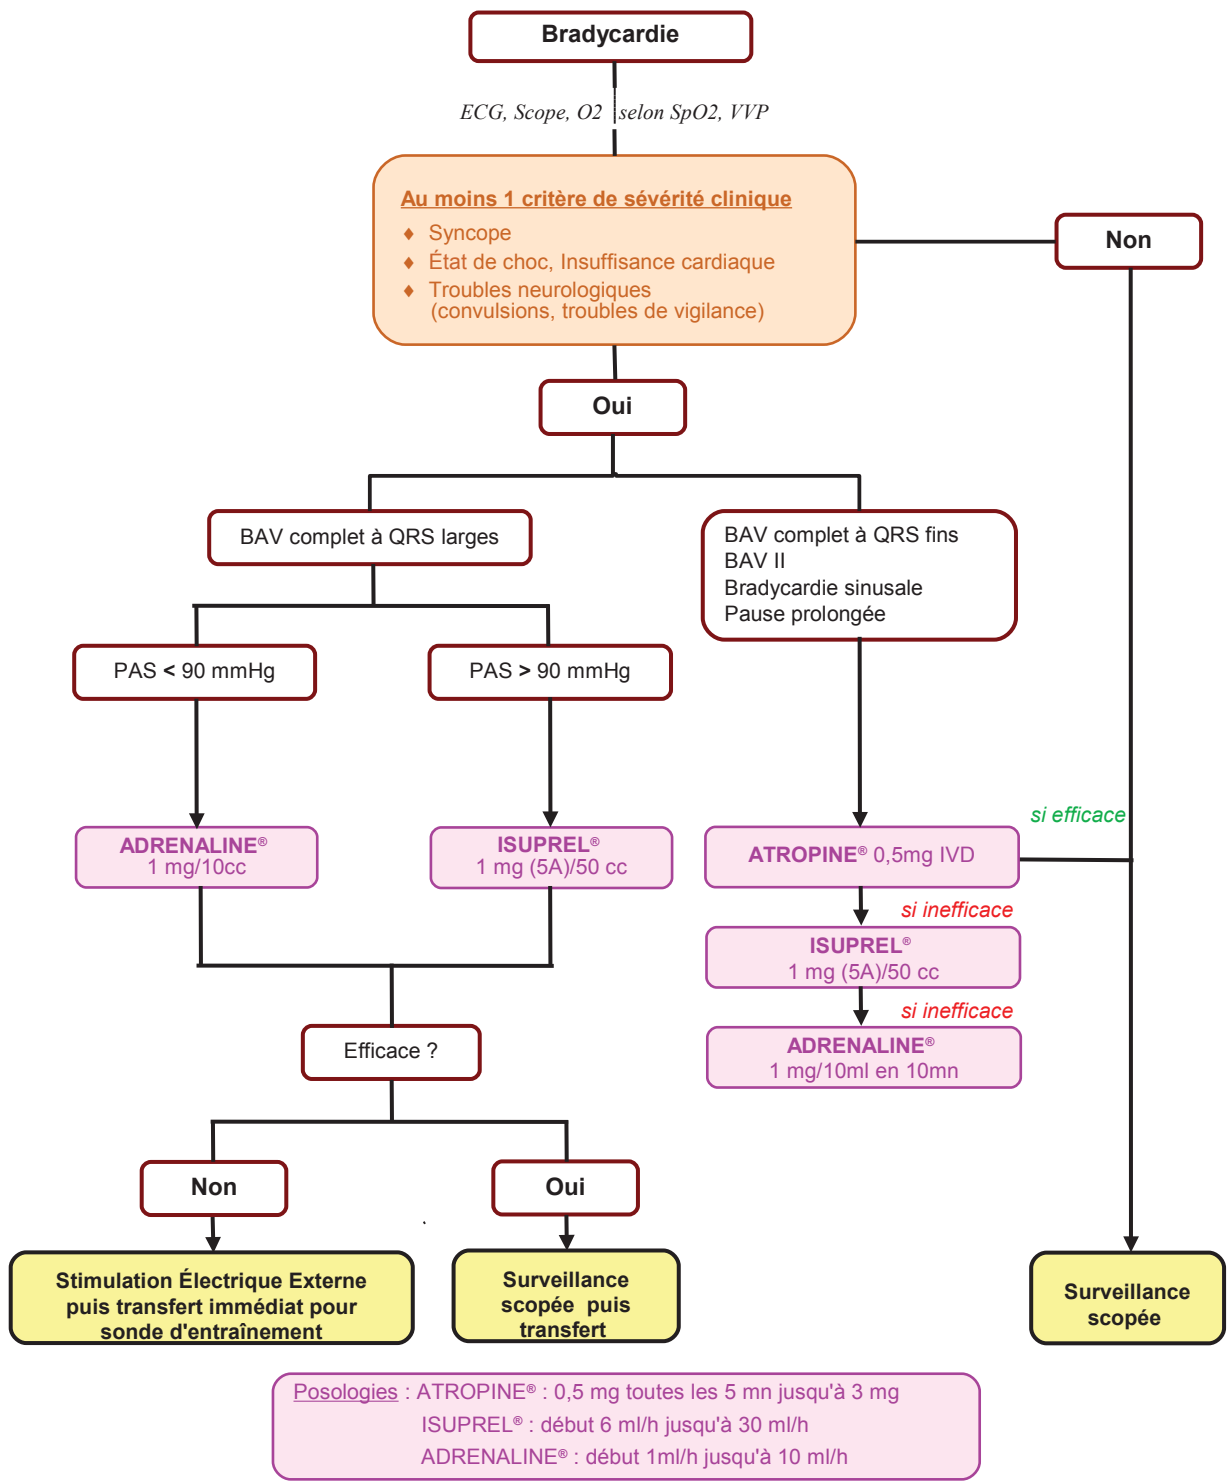 Bradycardie
ECG, Scope, O2 selon SpO2, VVP
Au moins 1 critère de sévérité clinique
♦ Syncope
♦ État de choc, Insuffisance cardiaque
♦ Troubles neurologiques
(convulsions, troubles de vigilance)
Non
Oui
BAV complet à QRS larges
BAV complet à QRS fins
BAV II
Bradycardie sinusale
Pause prolongée
PAS < 90 mmHg
PAS > 90 mmHg
ADRENALINE®
1 mg/10cc
ISUPREL®
1 mg (5A)/50 cc
ATROPINE® 0,5mg IVD
si efficace
si inefficace
ISUPREL®
1 mg (5A)/50 cc
si inefficace
ADRENALINE®
1 mg/10ml en 10mn
Efficace ?
Non
Oui
Stimulation Électrique Externe
puis transfert immédiat pour
sonde d'entraînement
Surveillance
scopée puis
transfert
Surveillance
scopée
Posologies : ATROPINE® : 0,5 mg toutes les 5 mn jusqu'à 3 mg
ISUPREL® : début 6 ml/h jusqu'à 30 ml/h
ADRENALINE® : début 1ml/h jusqu'à 10 ml/h